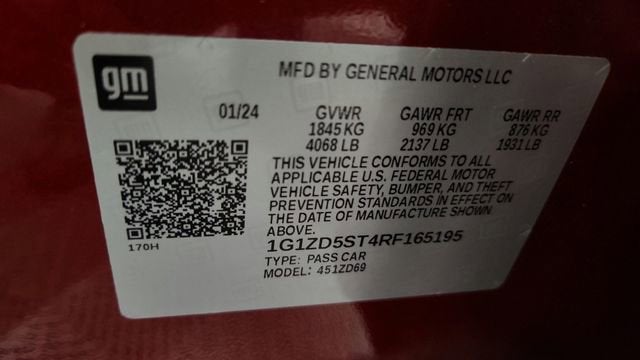 gm
MFD BY GENERAL MOTORS LLC
01/24 GVWR GAWR FRT GAWR RR
1845 KG 969 KG 876 KG
4068 LB 2137 LB 1931 LB
THIS VEHICLE CONFORMS TO ALL
APPLICABLE U.S. FEDERAL MOTOR
VEHICLE SAFETY, BUMPER, AND THEFT
PREVENTION STANDARDS IN EFFECT ON
THE DATE OF MANUFACTURE SHOWN
ABOVE.
170H
1G1ZD5ST4RF165195
TYPE: PASS CAR
MODEL: 451ZD69